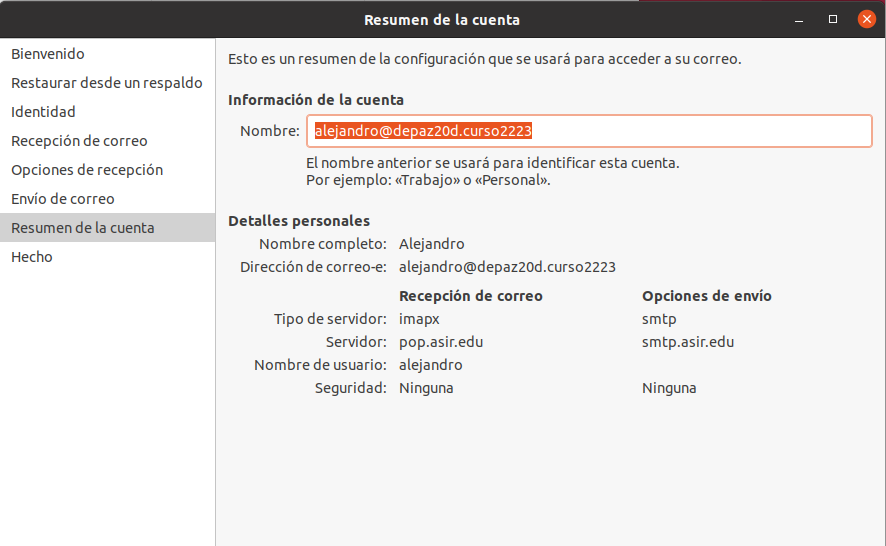 Resumen de la cuenta
Bienvenido
Restaurar desde un respaldo
Identidad
Recepción de correo
Opciones de recepción
Envío de correo
Resumen de la cuenta
Hecho
Esto es un resumen de la configuración que se usará para acceder a su correo.
Información de la cuenta
Nombre: alejandro@depaz20d.curso2223
El nombre anterior se usará para identificar esta cuenta.
Por ejemplo: «Trabajo» o «Personal».
Detalles personales
Nombre completo: Alejandro
Dirección de correo-e: alejandro@depaz20d.curso2223
Recepción de correo Opciones de envío
Tipo de servidor: imapx smtp
Servidor: pop.asir.edu smtp.asir.edu
Nombre de usuario: alejandro
Seguridad: Ninguna Ninguna